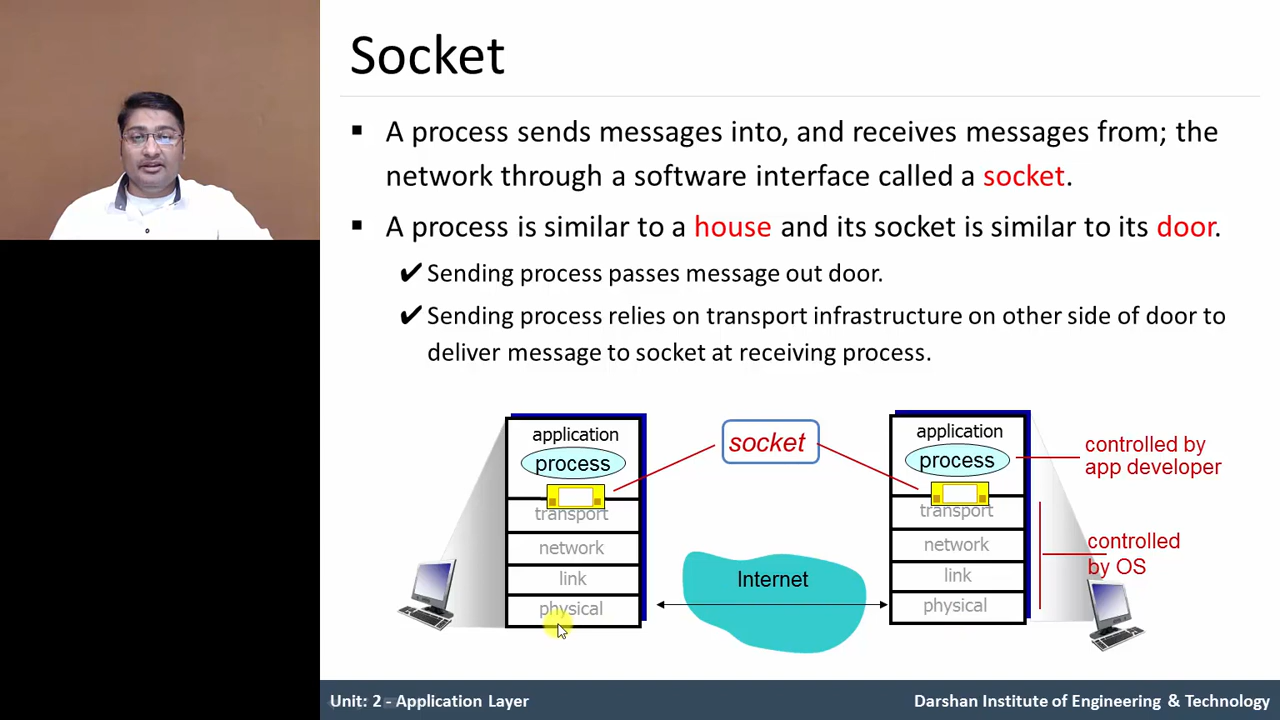 Socket
▪ A process sends messages into, and receives messages from; the
network through a software interface called a socket.
▪ A process is similar to a house and its socket is similar to its door.
✔ Sending process passes message out door.
✔ Sending process relies on transport infrastructure on other side of door to
deliver message to socket at receiving process.
application
process
transport
network
link
physical
socket
Internet
application
process
transport
network
link
physical
controlled by
app developer
controlled
by OS
Unit: 2 - Application Layer
Darshan Institute of Engineering & Technology